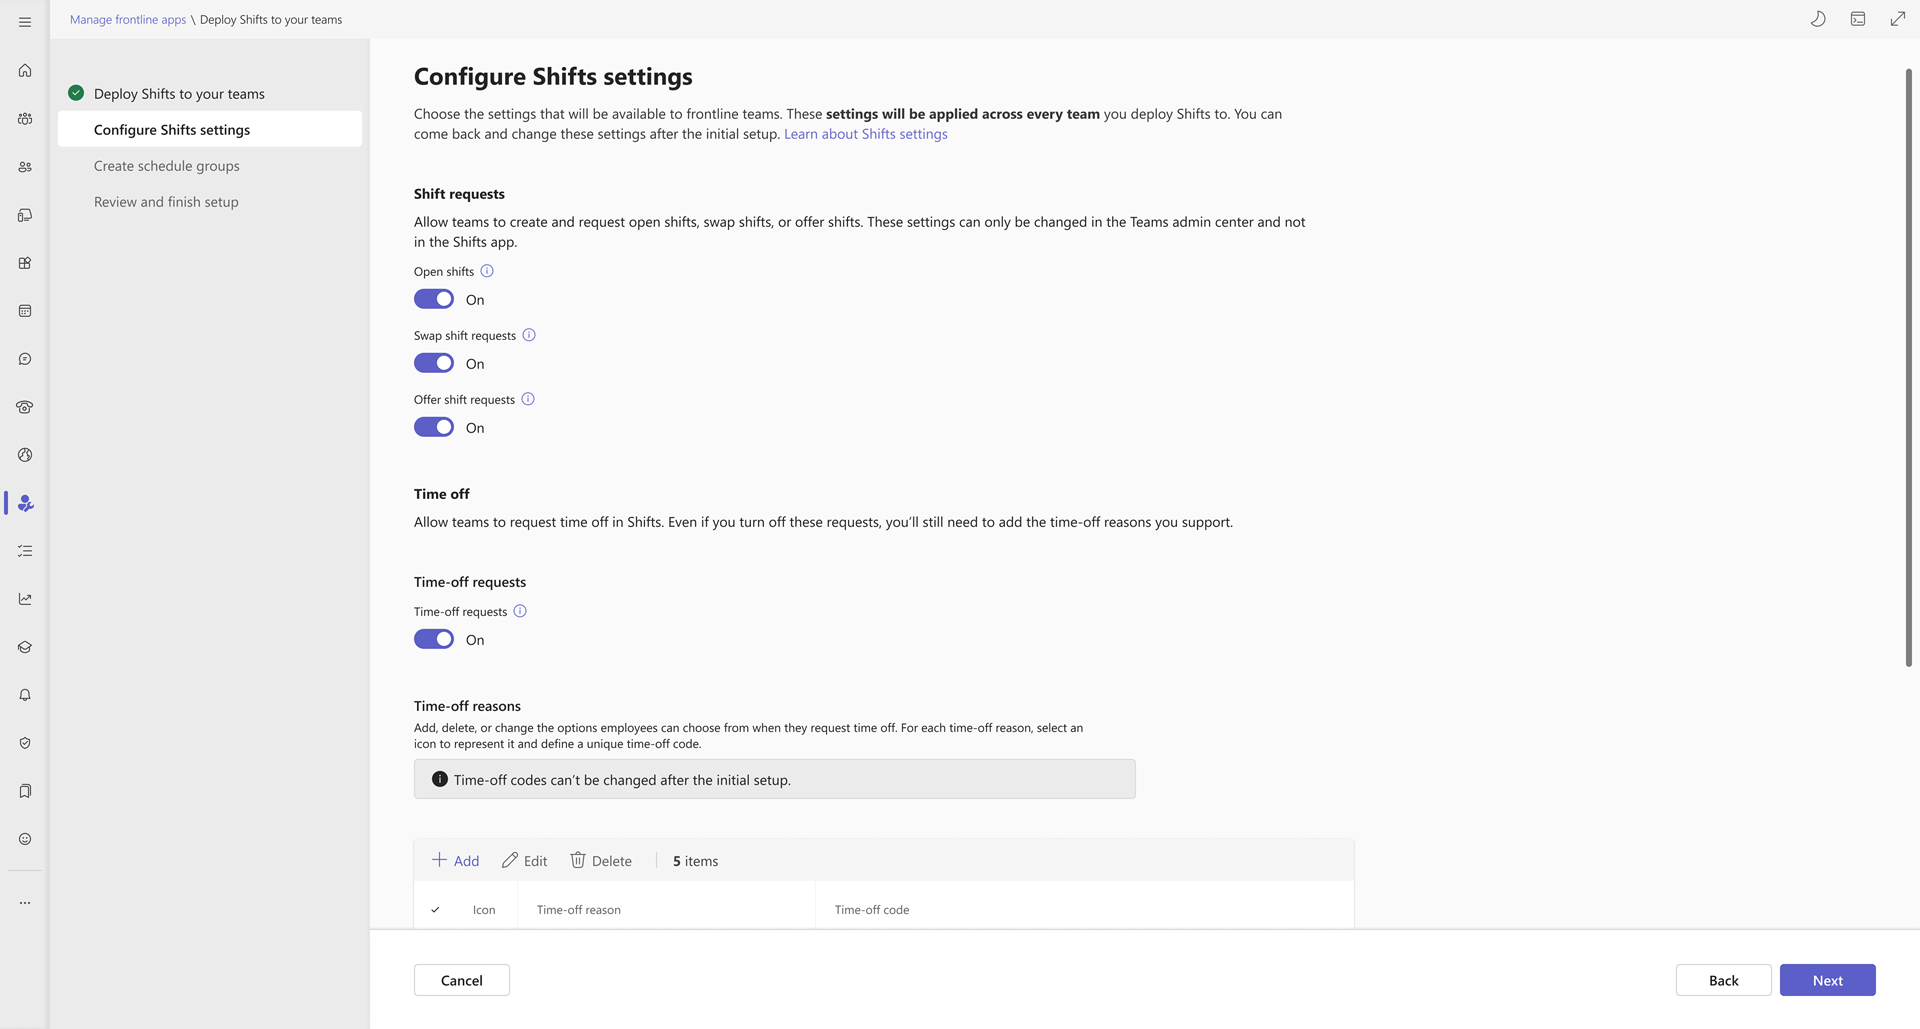 Manage frontline apps \ Deploy Shifts to your teams
Deploy Shifts to your teams
Configure Shifts settings
Create schedule groups
Review and finish setup
Configure Shifts settings
Choose the settings that will be available to frontline teams. These settings will be applied across every team you deploy Shifts to. You can
come back and change these settings after the initial setup. Learn about Shifts settings
Shift requests
Allow teams to create and request open shifts, swap shifts, or offer shifts. These settings can only be changed in the Teams admin center and not
in the Shifts app.
Open shifts
On
Swap shift requests
On
Offer shift requests
On
Time off
Allow teams to request time off in Shifts. Even if you turn off these requests, you’ll still need to add the time-off reasons you support.
Time-off requests
Time-off requests
On
Time-off reasons
Add, delete, or change the options employees can choose from when they request time off. For each time-off reason, select an
icon to represent it and define a unique time-off code.
Time-off codes can’t be changed after the initial setup.
Add Edit Delete 5 items
Icon Time-off reason Time-off code
Cancel Back Next